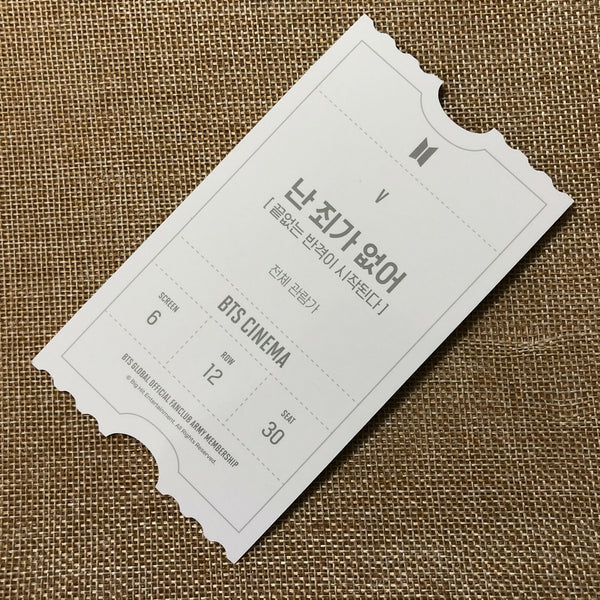 V
난 죄가 없어
[ 끝없는 반격이 시작된다 ]
전체 관람가
BTS CINEMA
SCREEN
6
ROW
12
SEAT
30
BTS GLOBAL OFFICIAL FANCLUB ARMY MEMBERSHIP
© Big Hit Entertainment. All Rights Reserved.